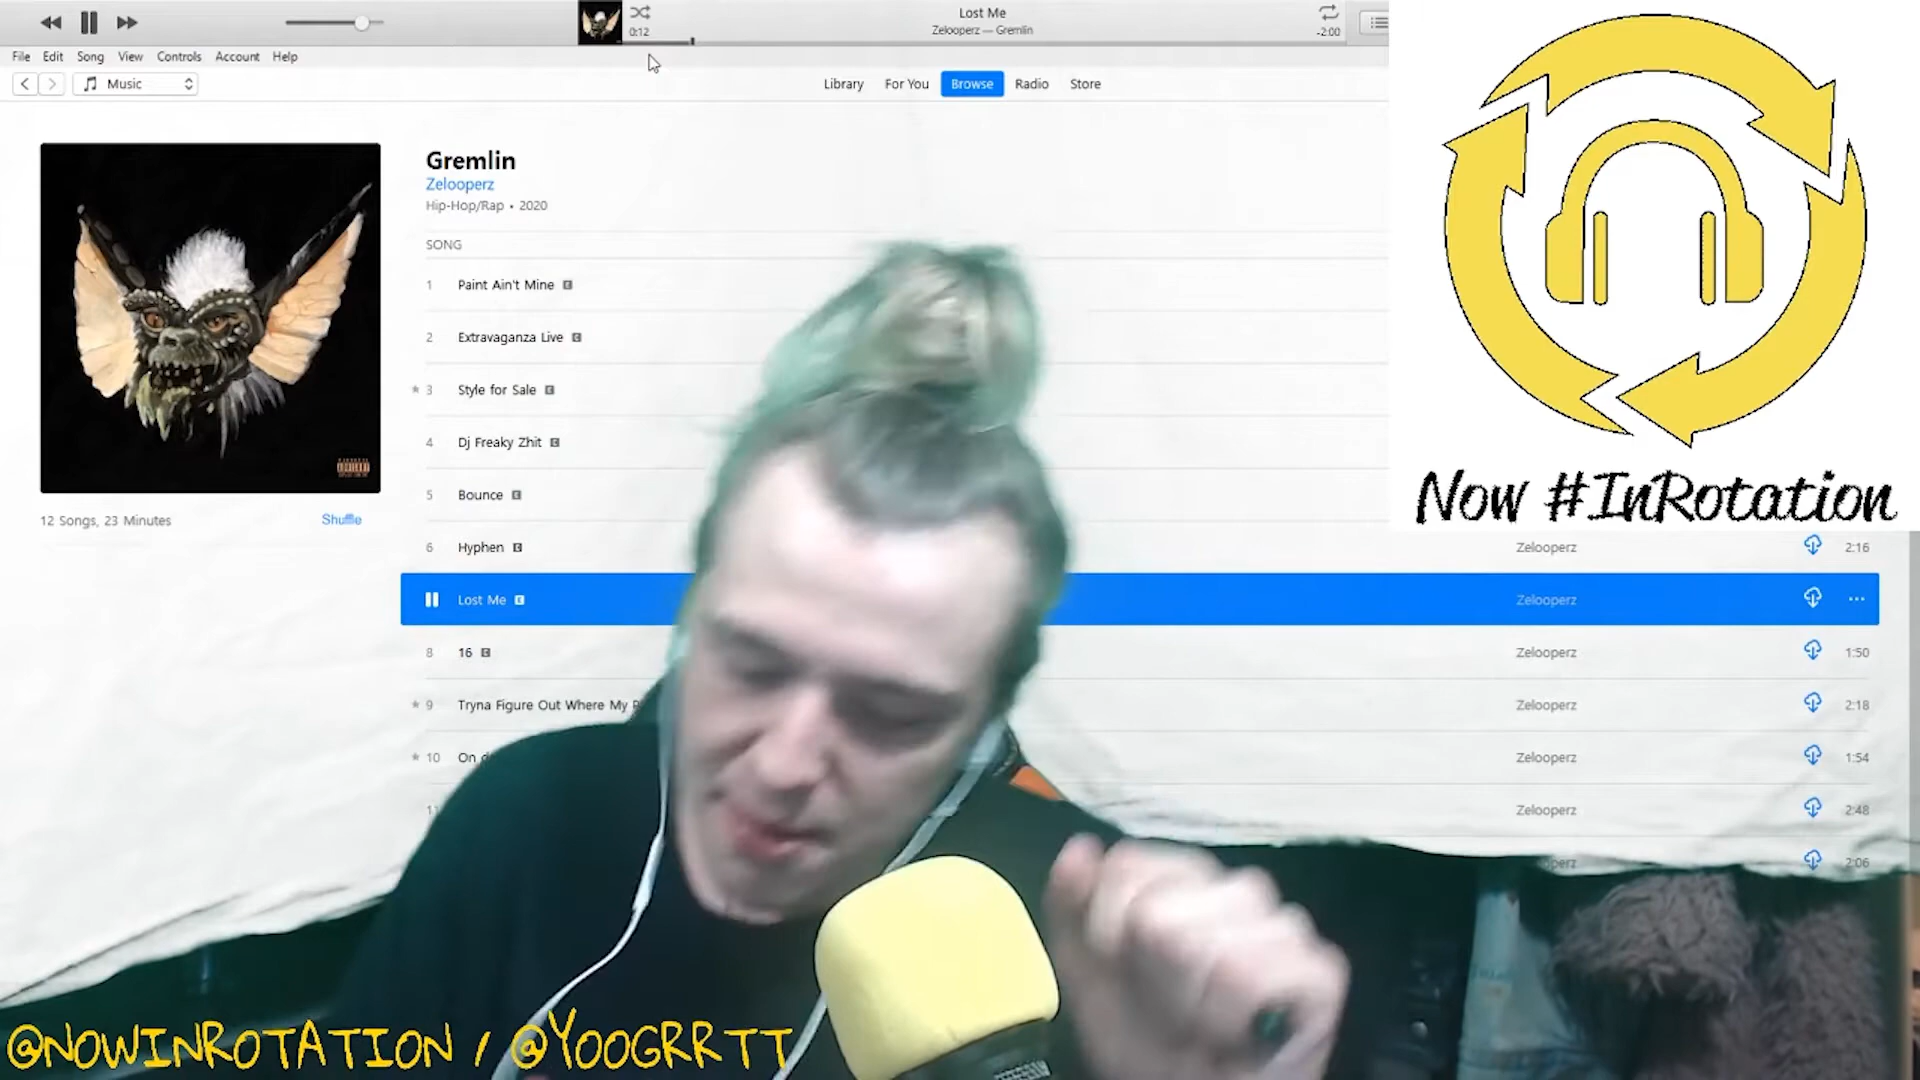 Lost Me
0:12
Zelooperz — Gremlin
-2:00
File Edit Song View Controls Account Help
Music
Library For You Browse Radio Store
Gremlin
Zelooperz
Hip-Hop/Rap • 2020
SONG
1 Paint Ain't Mine E
2 Extravaganza Live E
★ 3 Style for Sale E
4 Dj Freaky Zhit E
5 Bounce E
12 Songs, 23 Minutes Shuffle
Now #InRotation
6 Hyphen E Zelooperz 2:16
Lost Me E Zelooperz ...
8 16 E Zelooperz 1:50
★ 9 Tryna Figure Out Where My Zelooperz 2:18
★ 10 On Zelooperz 1:54
11 Zelooperz 2:48
2:06
@NOWINROTATION / @YOOGRRTT